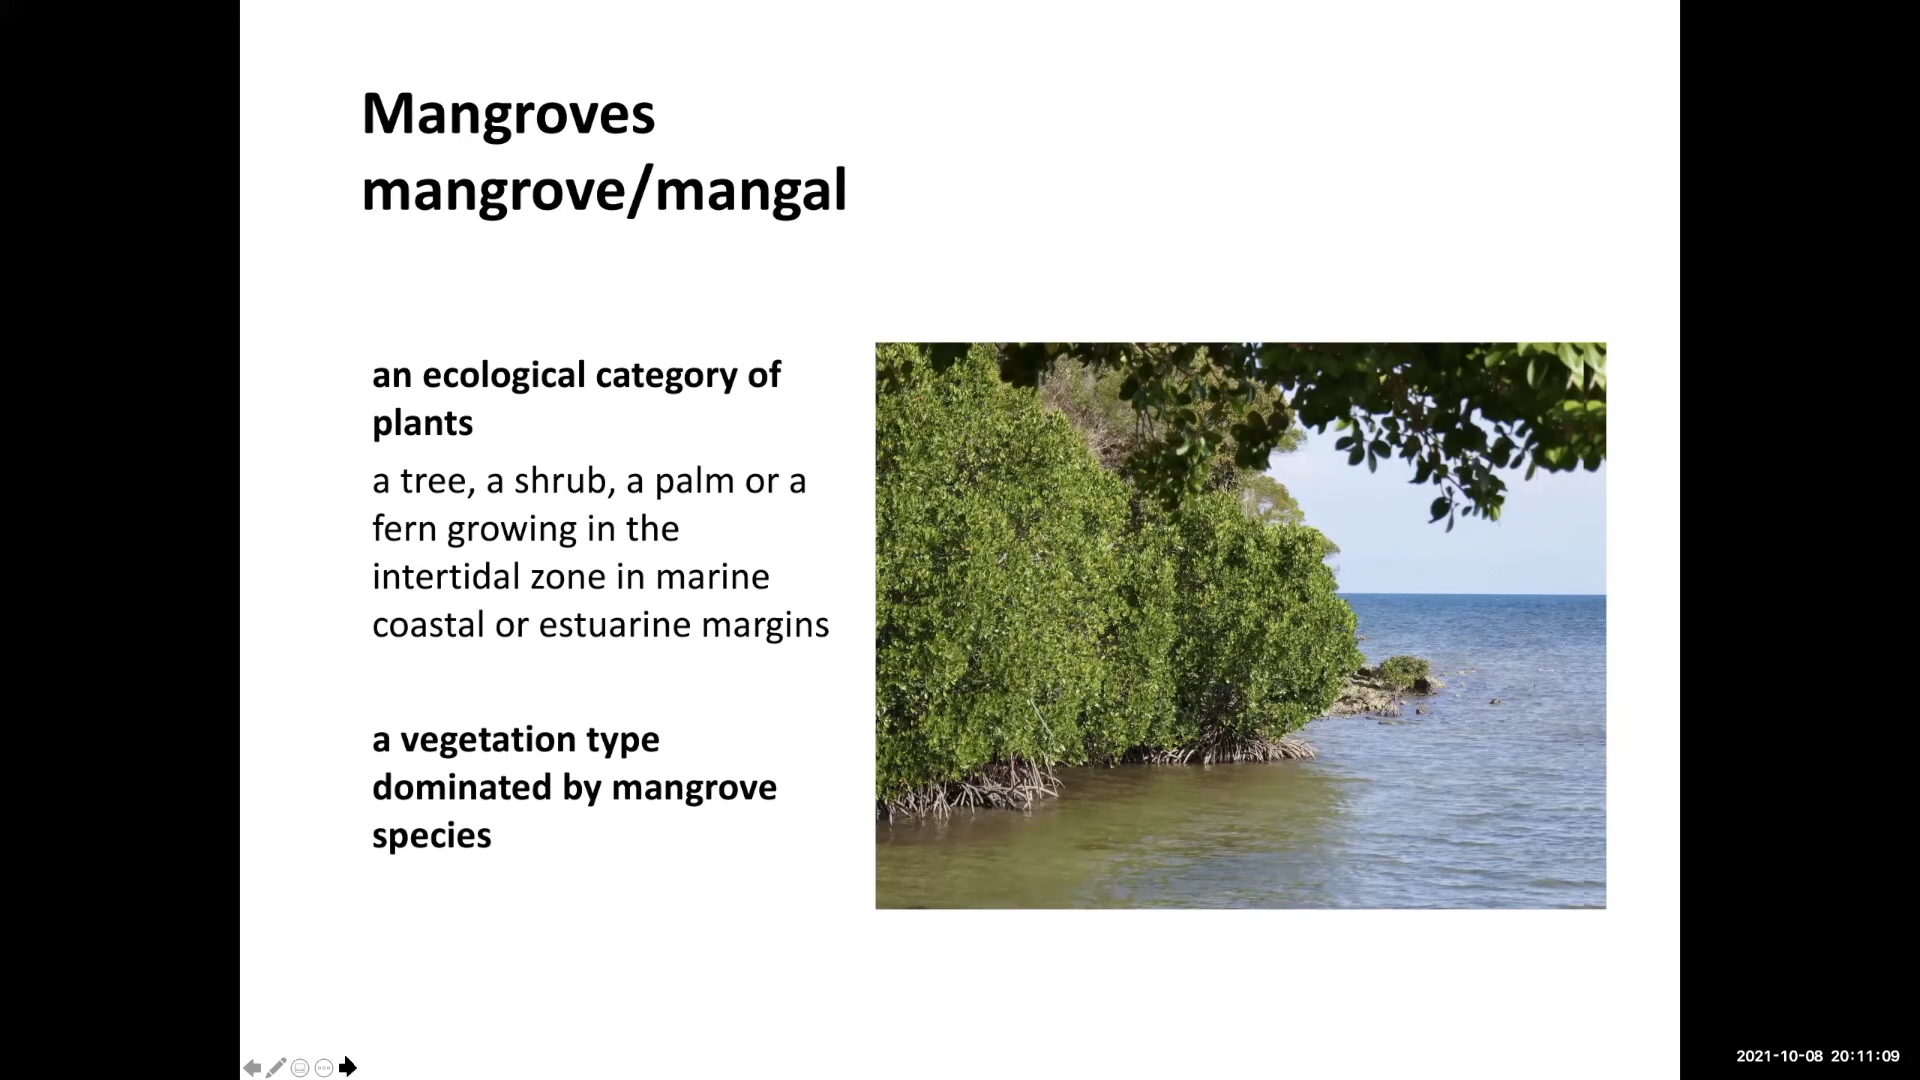 Mangroves
mangrove/mangal
an ecological category of
plants
a tree, a shrub, a palm or a
fern growing in the
intertidal zone in marine
coastal or estuarine margins
a vegetation type
dominated by mangrove
species
2021-10-08 20:11:09